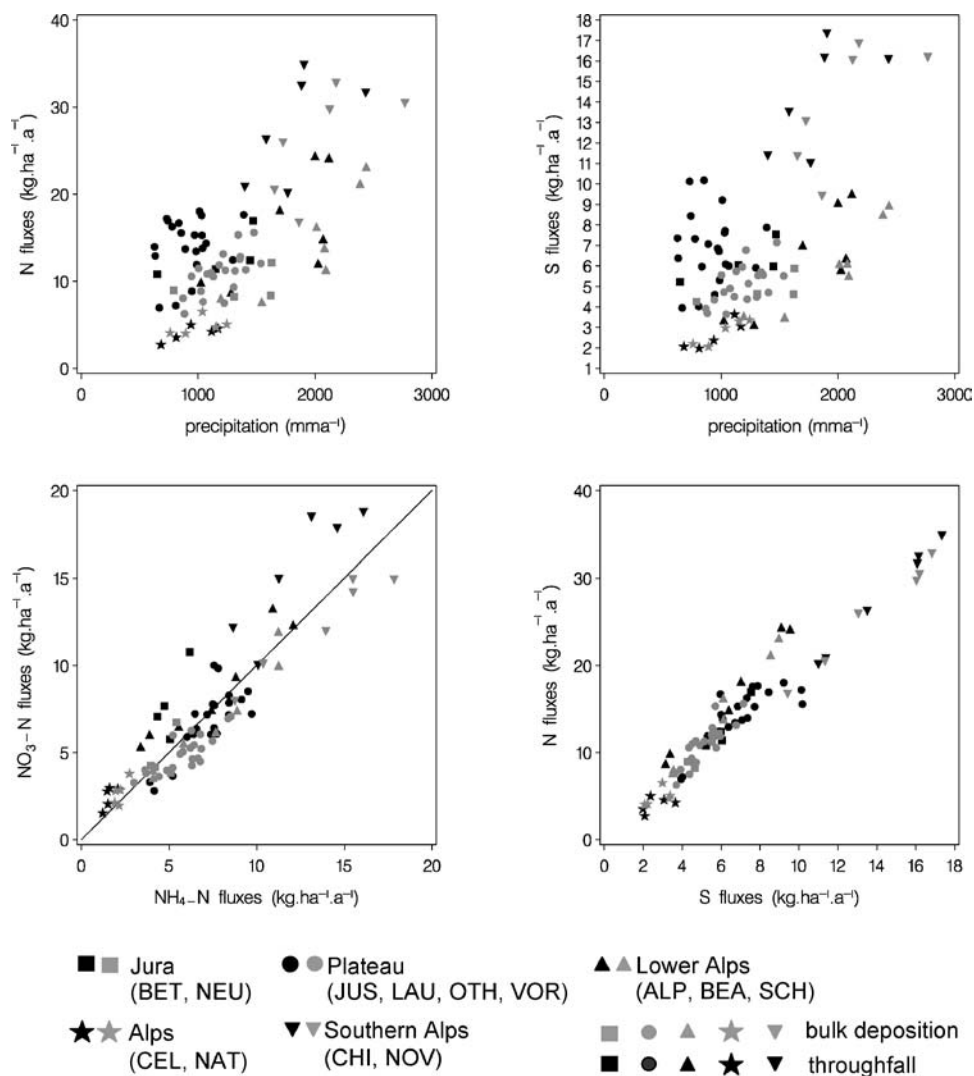 40
30
20
10
0
N fluxes (kg.ha⁻¹.a⁻¹)
0 1000 2000 3000
precipitation (mma⁻¹)
18
17
16
15
14
13
12
11
10
9
8
7
6
5
4
3
2
1
S fluxes (kg.ha⁻¹.a⁻¹)
0 1000 2000 3000
precipitation (mma⁻¹)
20
15
10
5
0
NO₃–N fluxes (kg.ha⁻¹.a⁻¹)
0 5 10 15 20
NH₄–N fluxes (kg.ha⁻¹.a⁻¹)
40
30
20
10
0
N fluxes (kg.ha⁻¹.a⁻¹)
0 2 4 6 8 10 12 14 16 18
S fluxes (kg.ha⁻¹.a⁻¹)
Jura
(BET, NEU)
Plateau
(JUS, LAU, OTH, VOR)
Lower Alps
(ALP, BEA, SCH)
Alps
(CEL, NAT)
Southern Alps
(CHI, NOV)
bulk deposition
throughfall